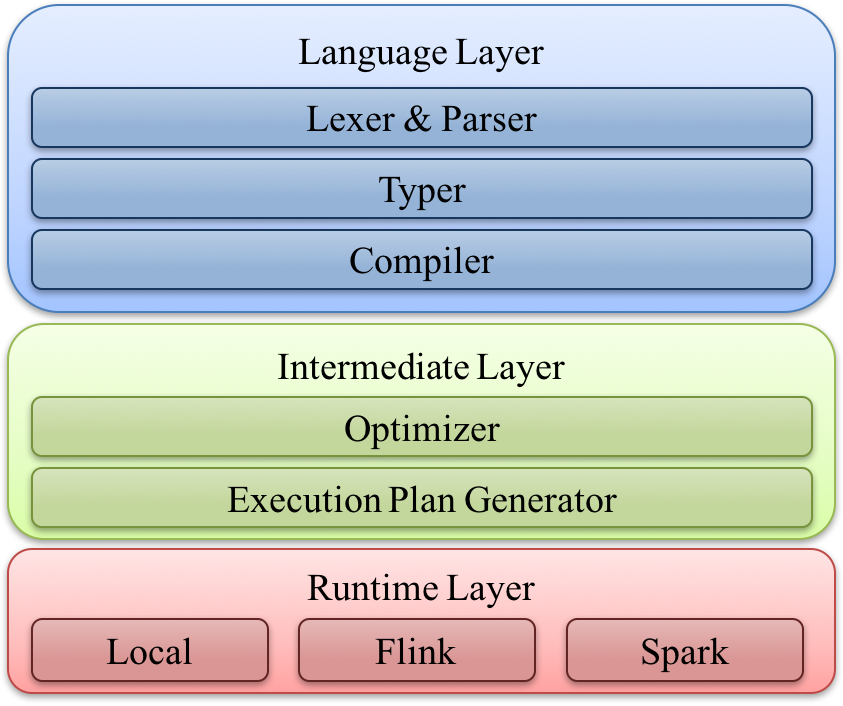 Language Layer
Lexer & Parser
Typer
Compiler
Intermediate Layer
Optimizer
Execution Plan Generator
Runtime Layer
Local Flink Spark